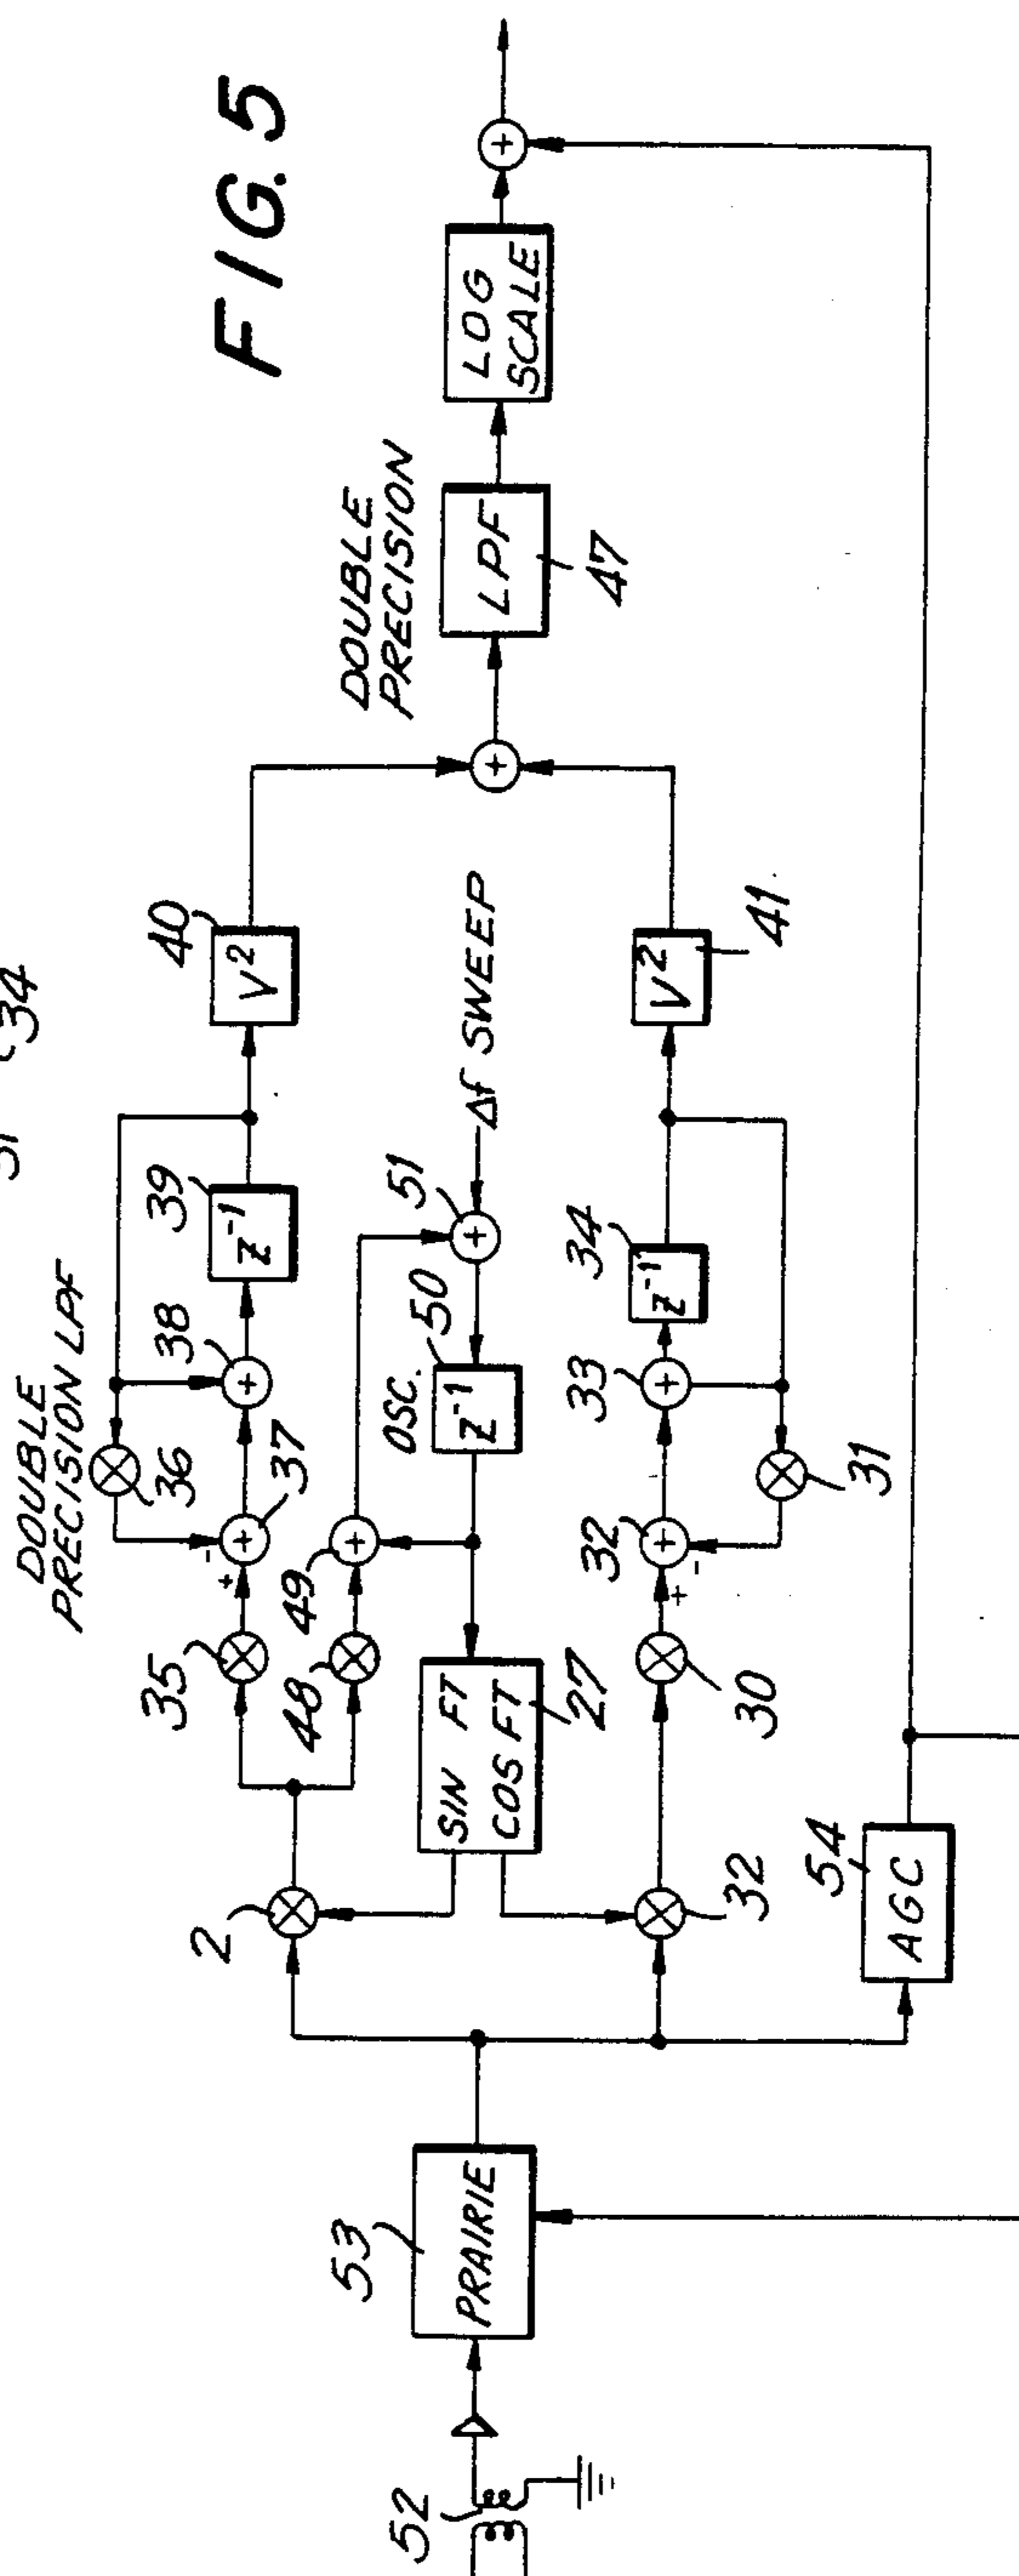 FIG. 5
34
DOUBLE
PRECISION LPF
36
37
38
39
Z⁻¹
40
V²
35
48
49
OSC.
50
Z⁻¹
51
Δf SWEEP
2
SIN FT
COS FT
27
32
30
+
-
32
33
34
Z⁻¹
31
41
V²
+
-
+
+
+
+
+
+
+
+
DOUBLE
PRECISION
LPF
47
LOG
SCALE
52
53
PRAIRIE
54
AGC